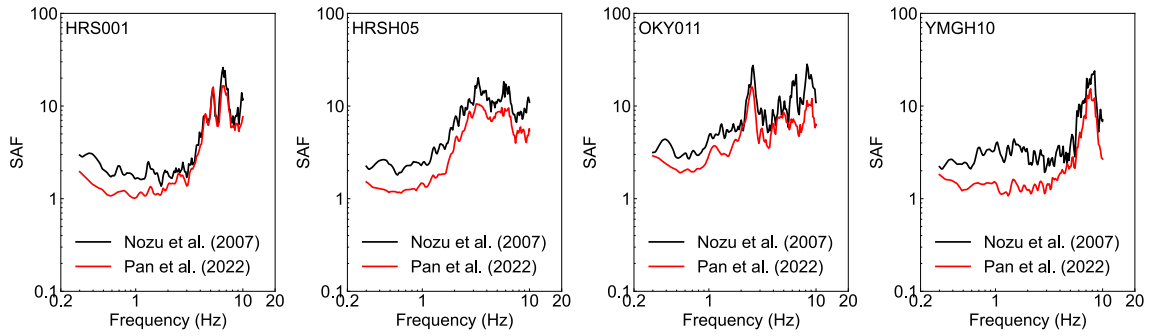 HRS001
100
10
1
0.1
SAF
Nozu et al. (2007)
Pan et al. (2022)
0.2
1
10
20
Frequency (Hz)
HRSH05
100
10
1
0.1
SAF
Nozu et al. (2007)
Pan et al. (2022)
0.2
1
10
20
Frequency (Hz)
OKY011
100
10
1
0.1
SAF
Nozu et al. (2007)
Pan et al. (2022)
0.2
1
10
20
Frequency (Hz)
YMGH10
100
10
1
0.1
SAF
Nozu et al. (2007)
Pan et al. (2022)
0.2
1
10
20
Frequency (Hz)